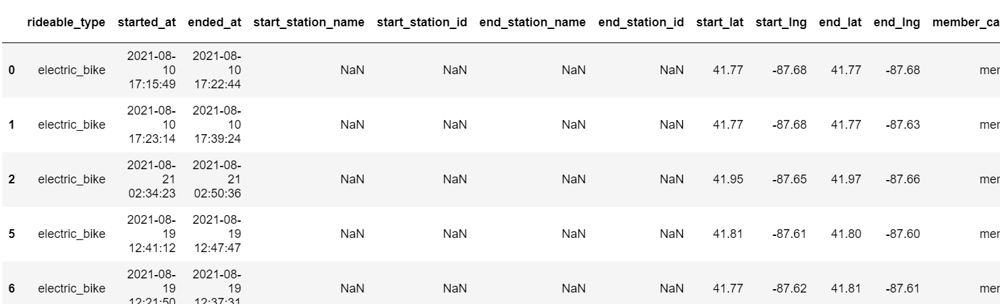 rideable_type started_at ended_at start_station_name start_station_id end_station_name end_station_id start_lat start_lng end_lat end_lng member_ca
2021-08- 2021-08-
0 electric_bike 10 10 NaN NaN NaN NaN 41.77 -87.68 41.77 -87.68 mer
17:15:49 17:22:44
2021-08- 2021-08-
1 electric_bike 10 10 NaN NaN NaN NaN 41.77 -87.68 41.77 -87.63 mer
17:23:14 17:39:24
2021-08- 2021-08-
2 electric_bike 21 21 NaN NaN NaN NaN 41.95 -87.65 41.97 -87.66 mer
02:34:23 02:50:36
2021-08- 2021-08-
5 electric_bike 19 19 NaN NaN NaN NaN 41.81 -87.61 41.80 -87.60 mer
12:41:12 12:47:47
2021-08- 2021-08-
6 electric_bike 19 19 NaN NaN NaN NaN 41.77 -87.62 41.81 -87.61 mer
12:21:50 12:37:31